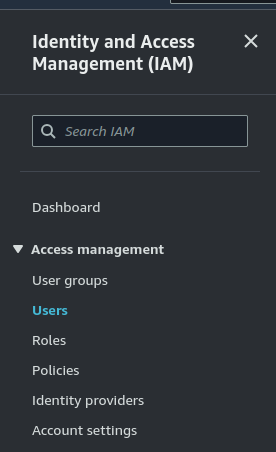 Identity and Access
Management (IAM)
Search IAM
Dashboard
Access management
User groups
Users
Roles
Policies
Identity providers
Account settings